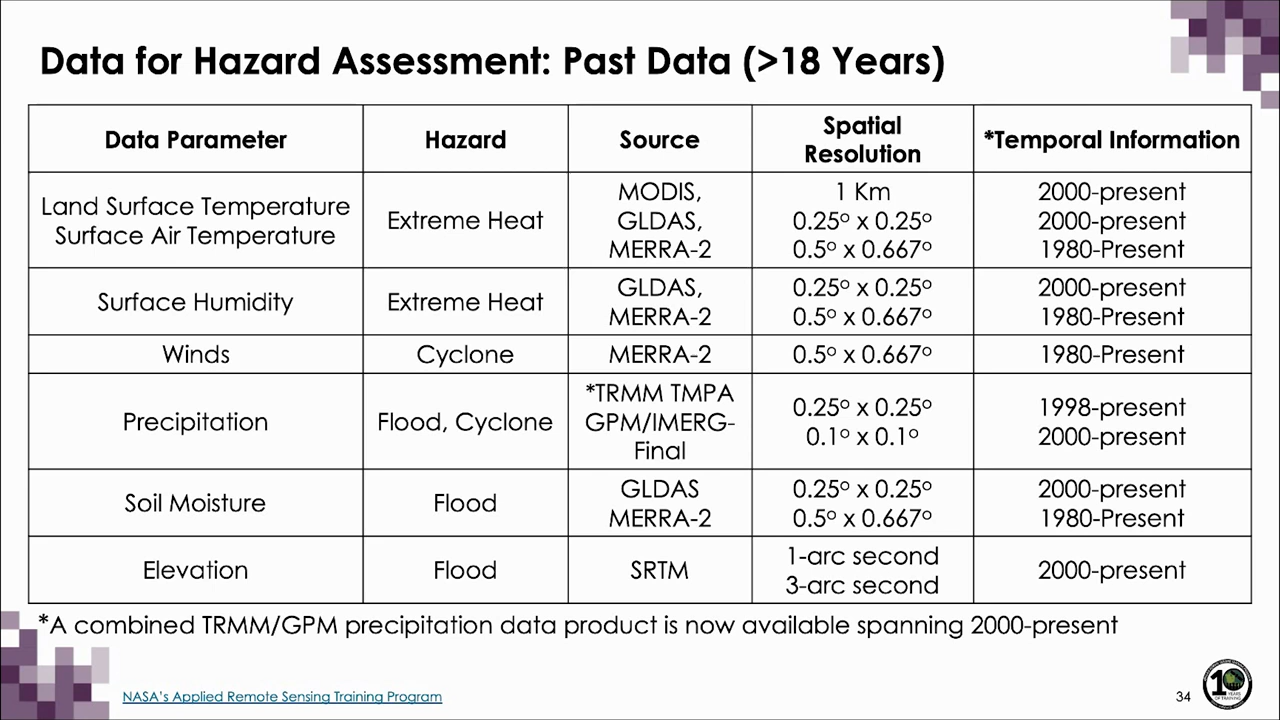 Data for Hazard Assessment: Past Data (>18 Years)
Data Parameter
Hazard
Source
Spatial
Resolution
*Temporal Information
Land Surface Temperature
Surface Air Temperature
Extreme Heat
MODIS,
GLDAS,
MERRA-2
1 Km
0.25° x 0.25°
0.5° x 0.667°
2000-present
2000-present
1980-Present
Surface Humidity
Extreme Heat
GLDAS,
MERRA-2
0.25° x 0.25°
0.5° x 0.667°
2000-present
1980-Present
Winds
Cyclone
MERRA-2
0.5° x 0.667°
1980-Present
Precipitation
Flood, Cyclone
*TRMM TMPA
GPM/IMERG-
Final
0.25° x 0.25°
0.1° x 0.1°
1998-present
2000-present
Soil Moisture
Flood
GLDAS
MERRA-2
0.25° x 0.25°
0.5° x 0.667°
2000-present
1980-Present
Elevation
Flood
SRTM
1-arc second
3-arc second
2000-present
*A combined TRMM/GPM precipitation data product is now available spanning 2000-present
NASA's Applied Remote Sensing Training Program
34
10
YEARS
OF TRAINING